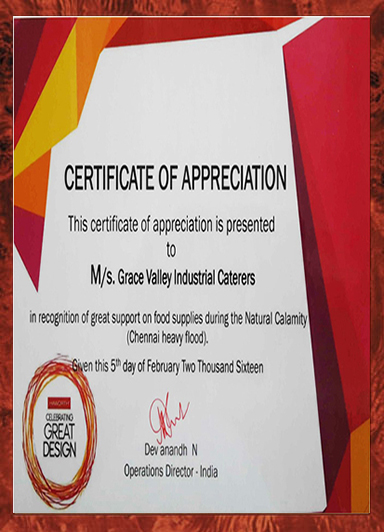 CERTIFICATE OF APPRECIATION
This certificate of appreciation is presented
to
M/s. Grace Valley Industrial Caterers
in recognition of great support on food supplies during the Natural Calamity
(Chennai heavy flood).
Given this 5th day of February Two Thousand Sixteen
HAWORTH
CELEBRATING
GREAT
DESIGN
Dev anandh N
Operations Director - India